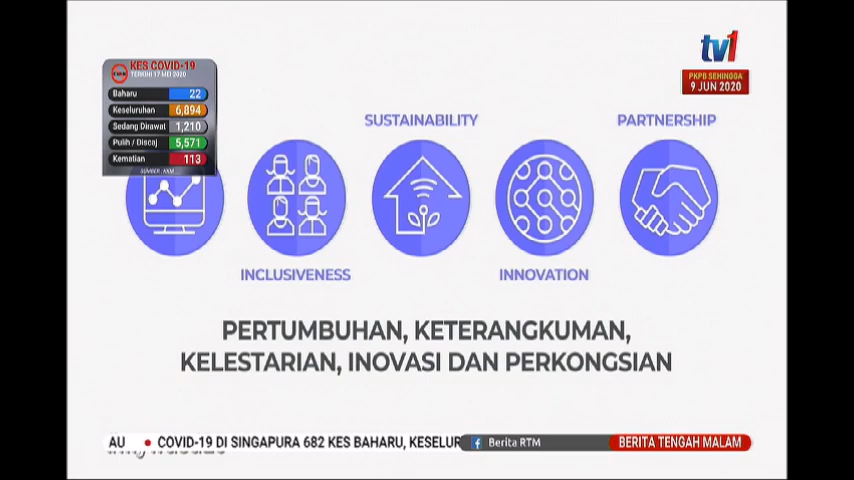 tv1
PKPB SEHINGGA
9 JUN 2020
KES COVID-19
TERKINI 17 MEI 2020
Baharu 22
Keseluruhan 6,894
Sedang Dirawat 1,210
Pulih / Discaj 5,571
Kematian 113
SUMBER : KKM
SUSTAINABILITY
PARTNERSHIP
INCLUSIVENESS
INNOVATION
PERTUMBUHAN, KETERANGKUMAN,
KELESTARIAN, INOVASI DAN PERKONGSIAN
AU • COVID-19 DI SINGAPURA 682 KES BAHARU, KESELUR
f Berita RTM
BERITA TENGAH MALAM